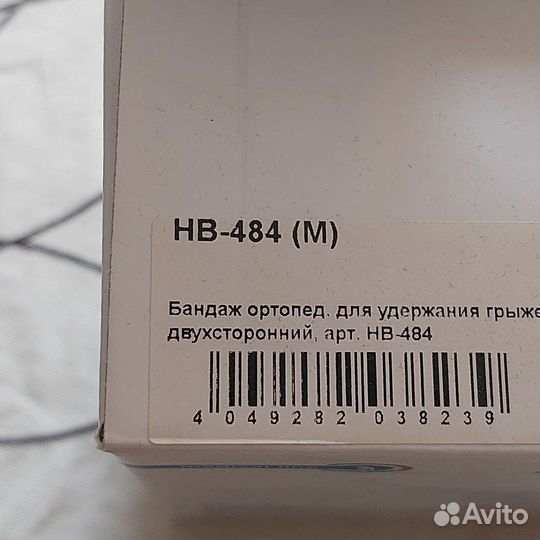 HB-484 (M)
Бандаж ортопед. для удержания грыже
двухсторонний, арт. HB-484
4 049282 038239
Avito